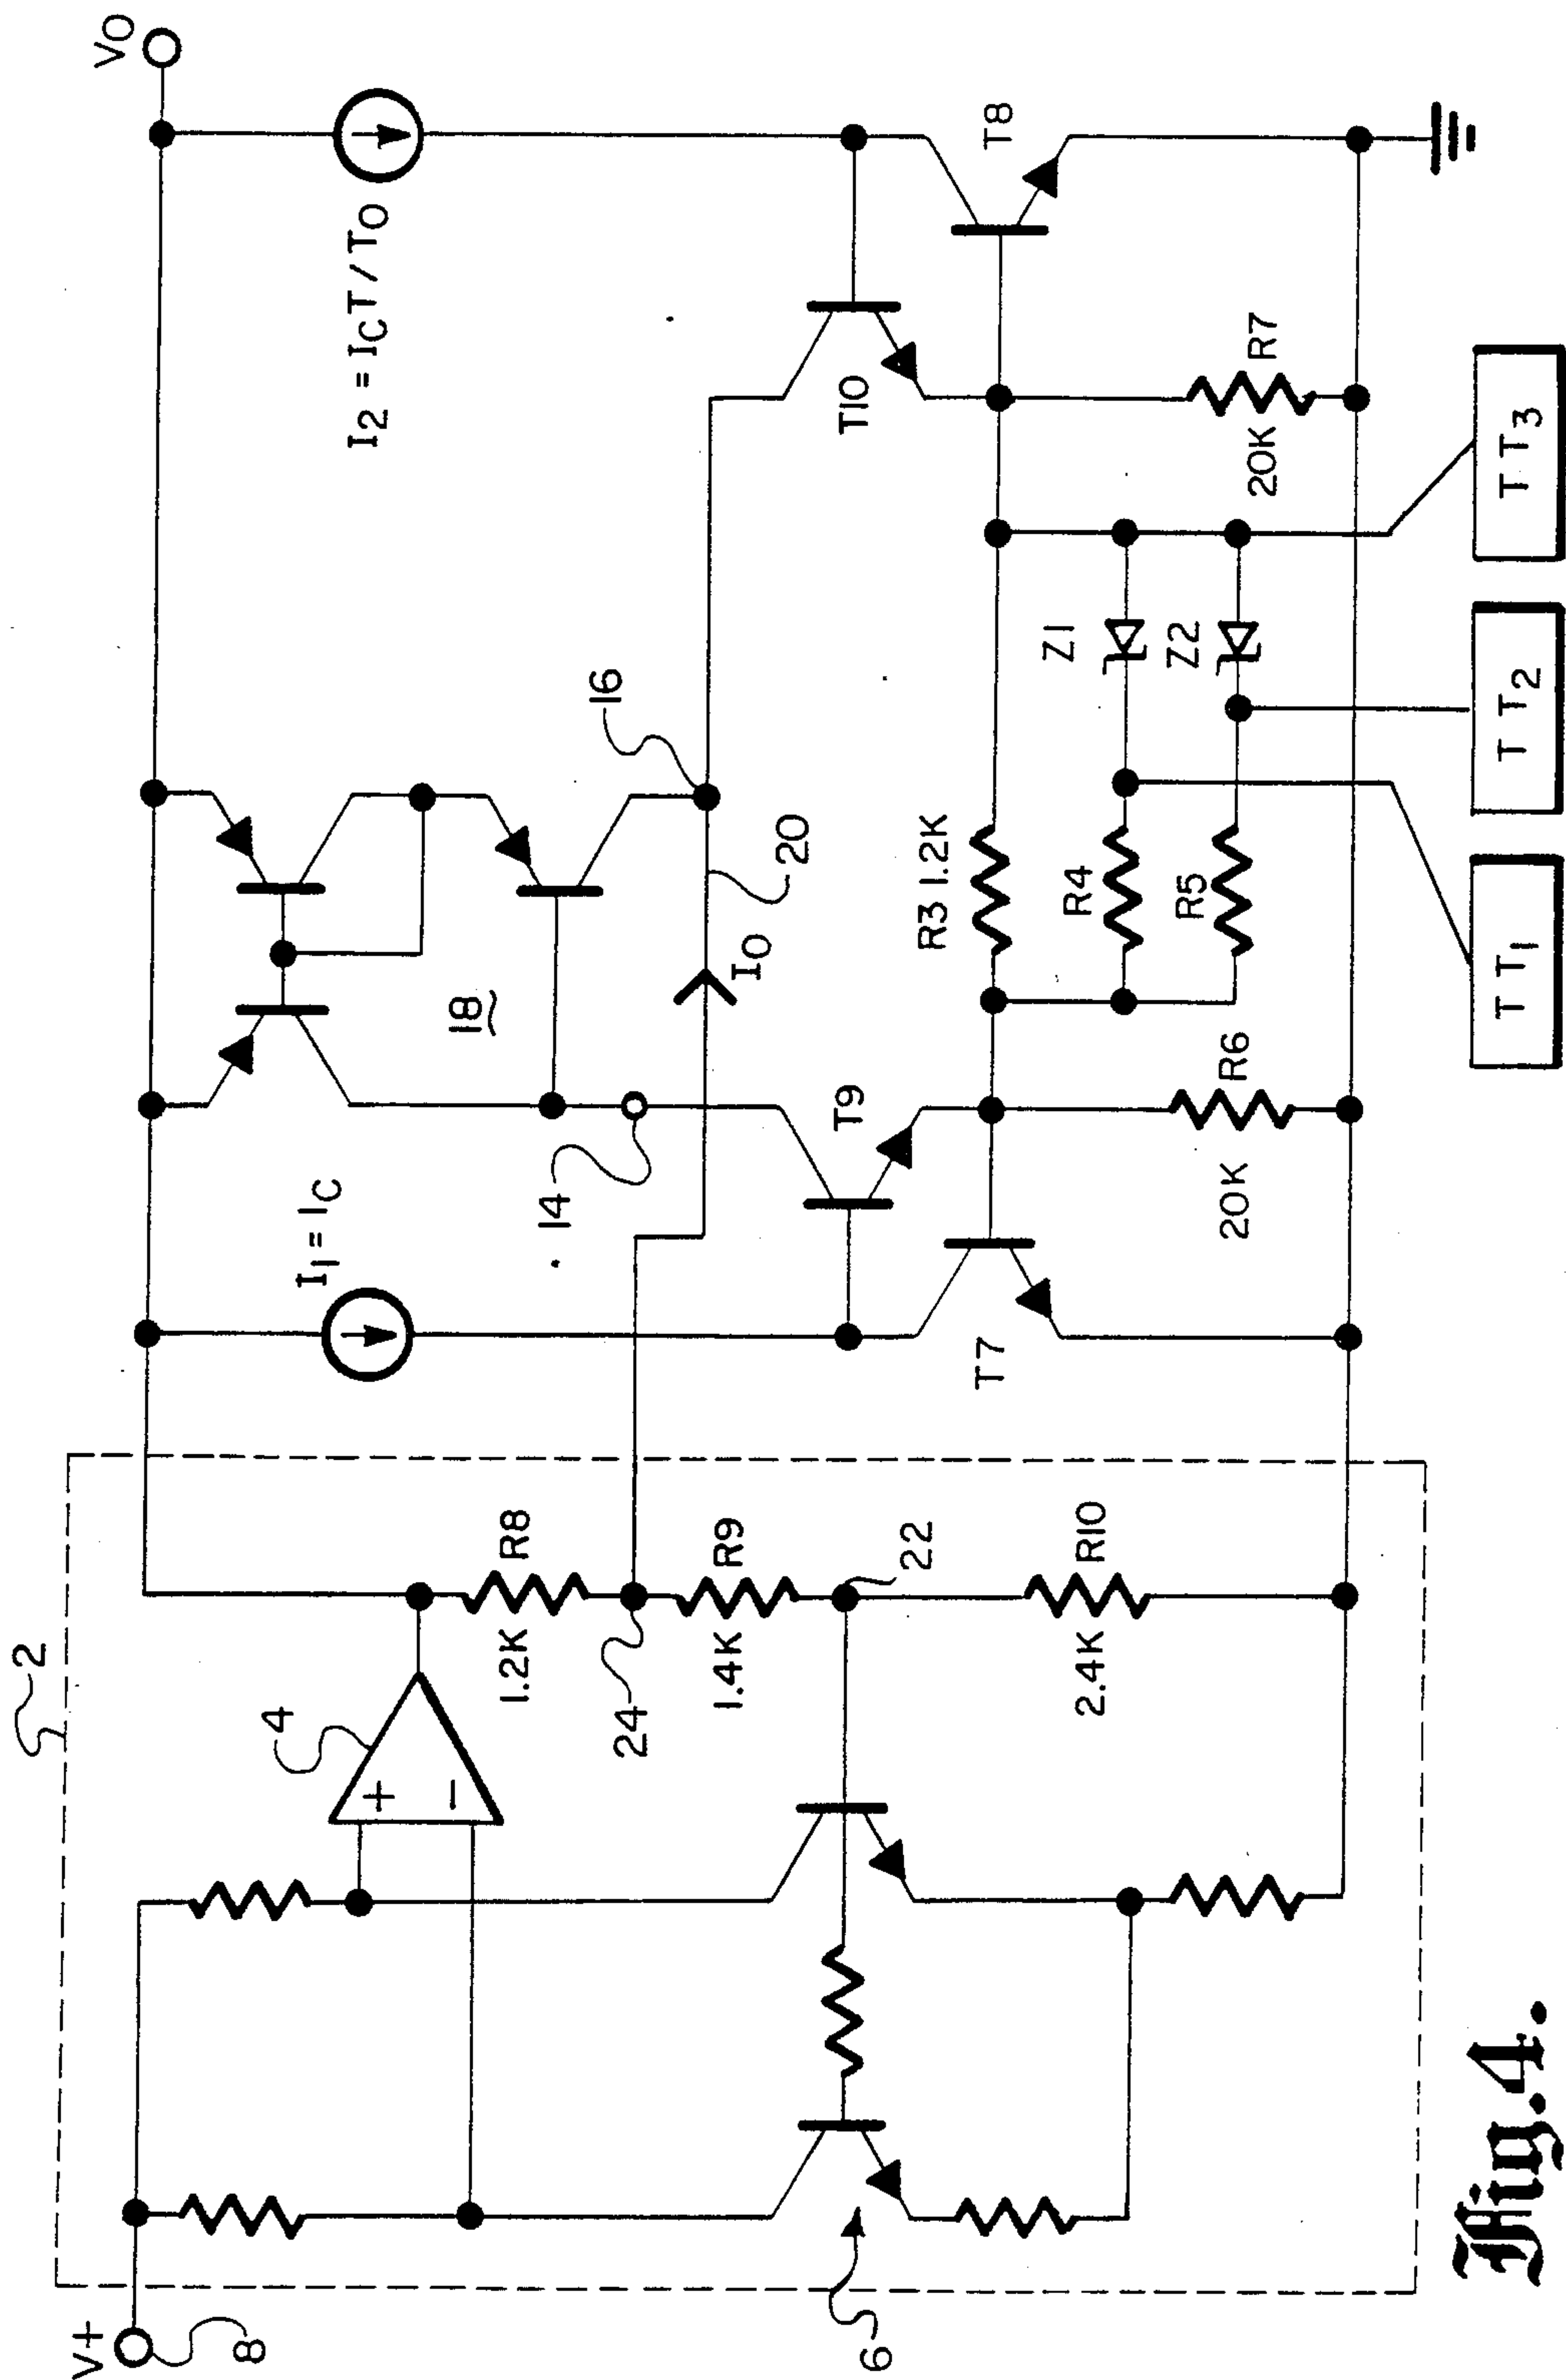 2
V+
8
4
+
−
6
1.2K
R8
24
1.4K
R9
22
2.4K
R10
I1 = IC
14
18
T9
T7
20K
R6
16
20
IO
R3 1.2K
R4
R5
Z1
Z2
VO
I2 = ICT/TO
T10
T8
20K
R7
TT1
TT2
TT3
Fig.4.